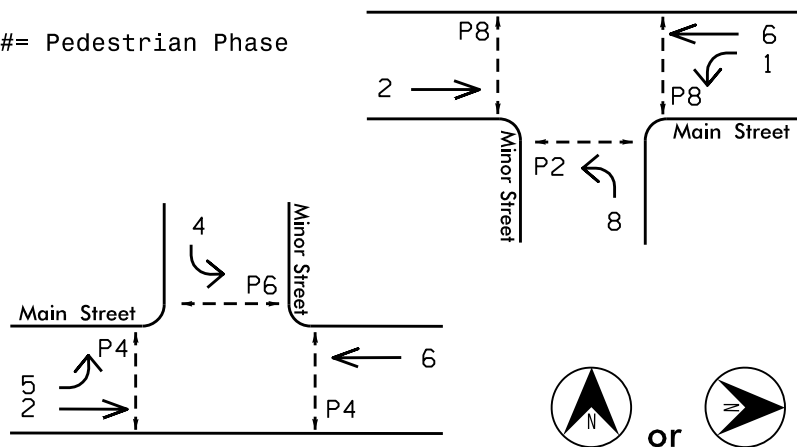 #= Pedestrian Phase
P8
6
1
2
P8
Main Street
Minor Street
P2
8
4
Minor Street
P6
Main Street
P4
5
2
6
P4
N
or
N